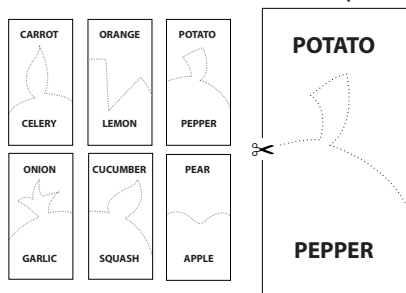 CARROT
CELERY
ORANGE
LEMON
POTATO
PEPPER
ONION
GARLIC
CUCUMBER
SQUASH
PEAR
APPLE
POTATO
PEPPER